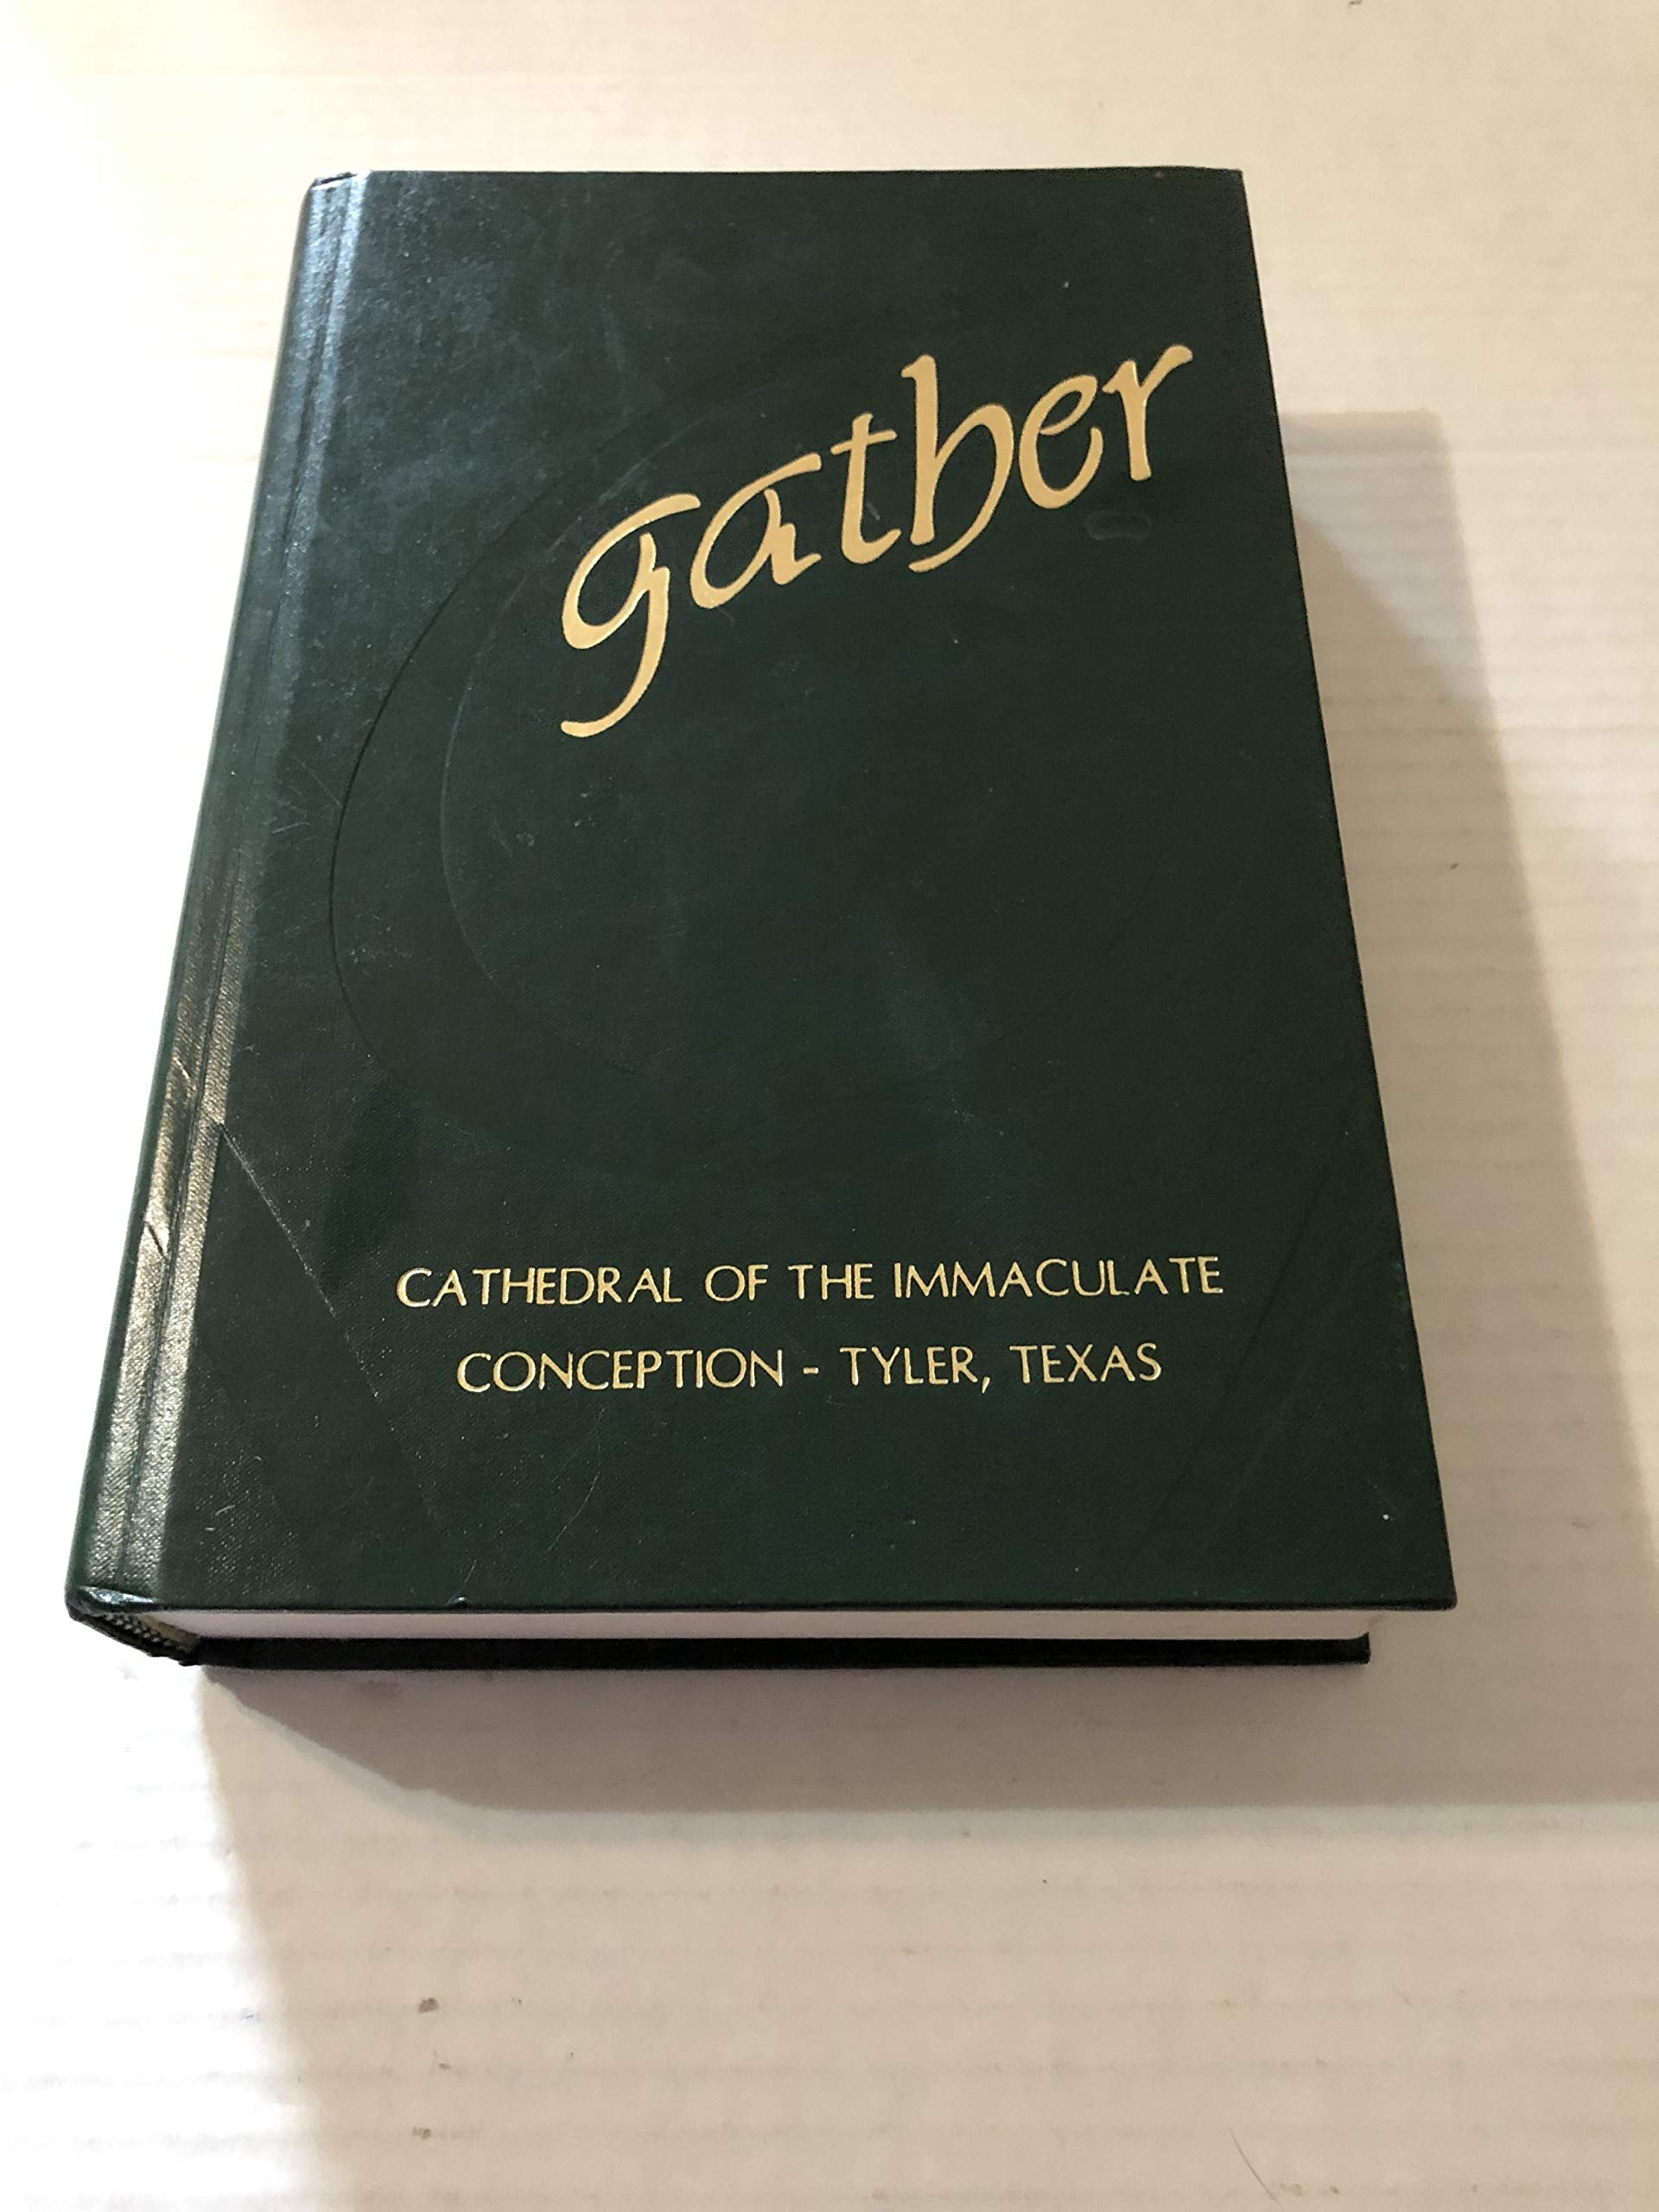 gather
CATHEDRAL OF THE IMMACULATE
CONCEPTION - TYLER, TEXAS